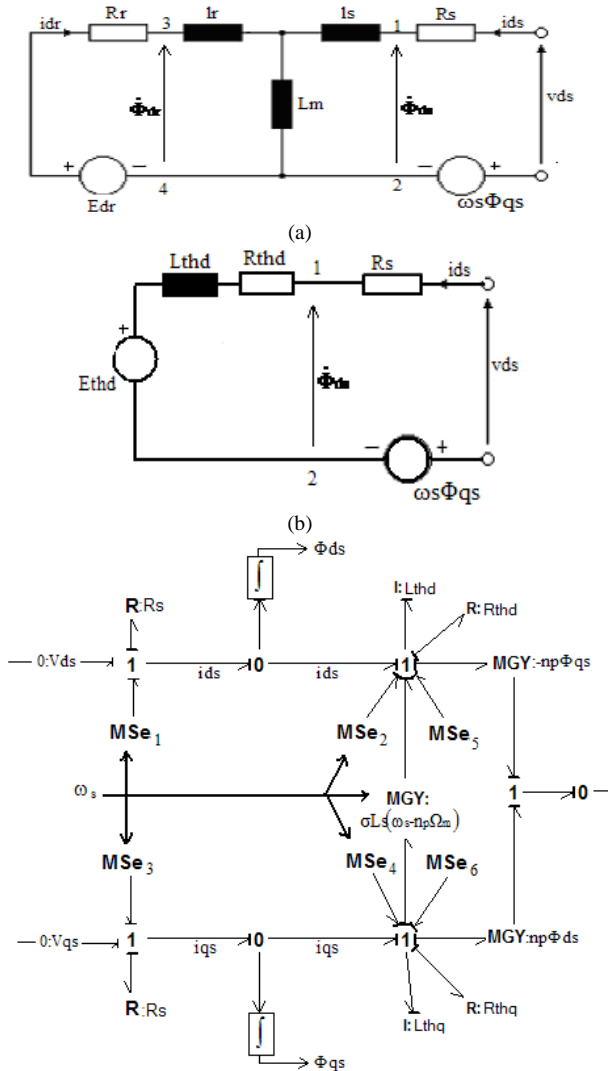 idr Rr 3 lr ls 1 Rs ids
Φ̇dr Lm Φ̇ds vds
+ − 4 2 − +
Edr ωsΦqs
(a)
Lthd Rthd 1 Rs ids
+
Ethd Φ̇ds vds
2 − +
ωsΦqs
(b)
∫ Φds
R:Rs I:Lthd R:Rthd
0:Vds 1 ids 0 ids 1 MGY:-npΦqs
MSe1 MSe2 MSe5
ωs MGY: 1 0
σLs(ωs-npΩm)
MSe3 MSe4 MSe6
0:Vqs 1 iqs 0 iqs 1 MGY:npΦds
R:Rs ∫ I:Lthq R:Rthq
Φqs